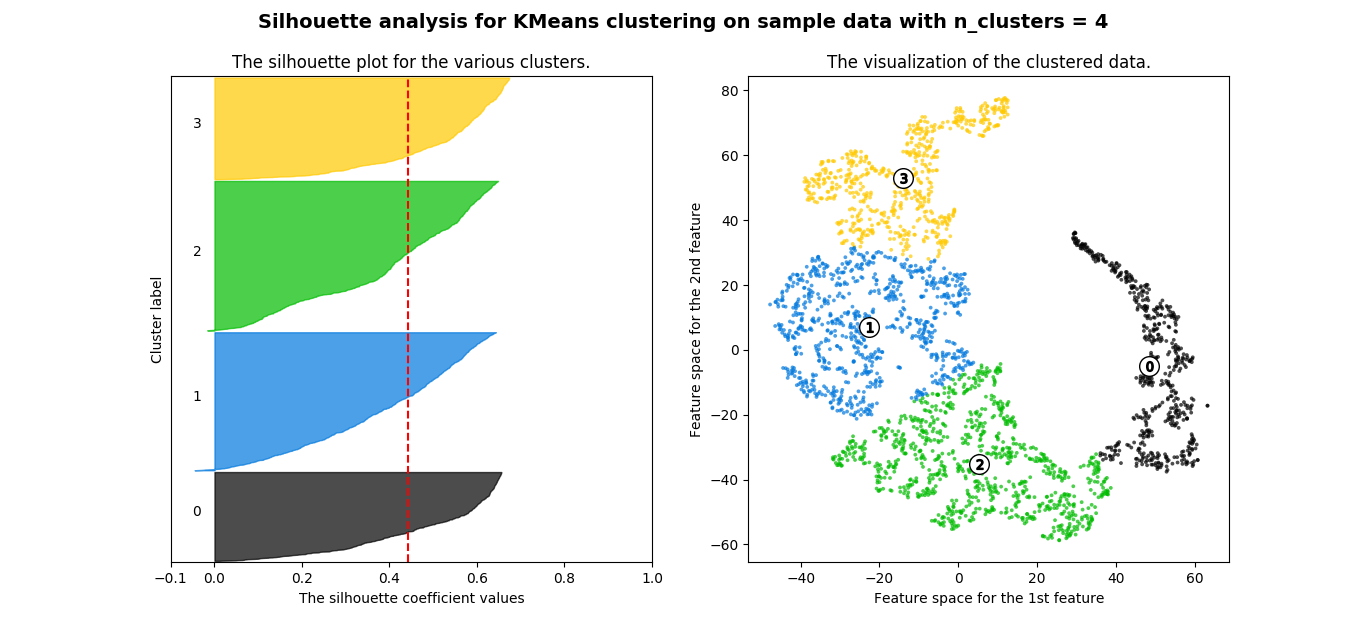 Silhouette analysis for KMeans clustering on sample data with n_clusters = 4
The silhouette plot for the various clusters.
Cluster label
3
2
1
0
−0.1 0.0 0.2 0.4 0.6 0.8 1.0
The silhouette coefficient values
The visualization of the clustered data.
Feature space for the 2nd feature
80
60
40
20
0
−20
−40
−60
3
1
0
2
−40 −20 0 20 40 60
Feature space for the 1st feature